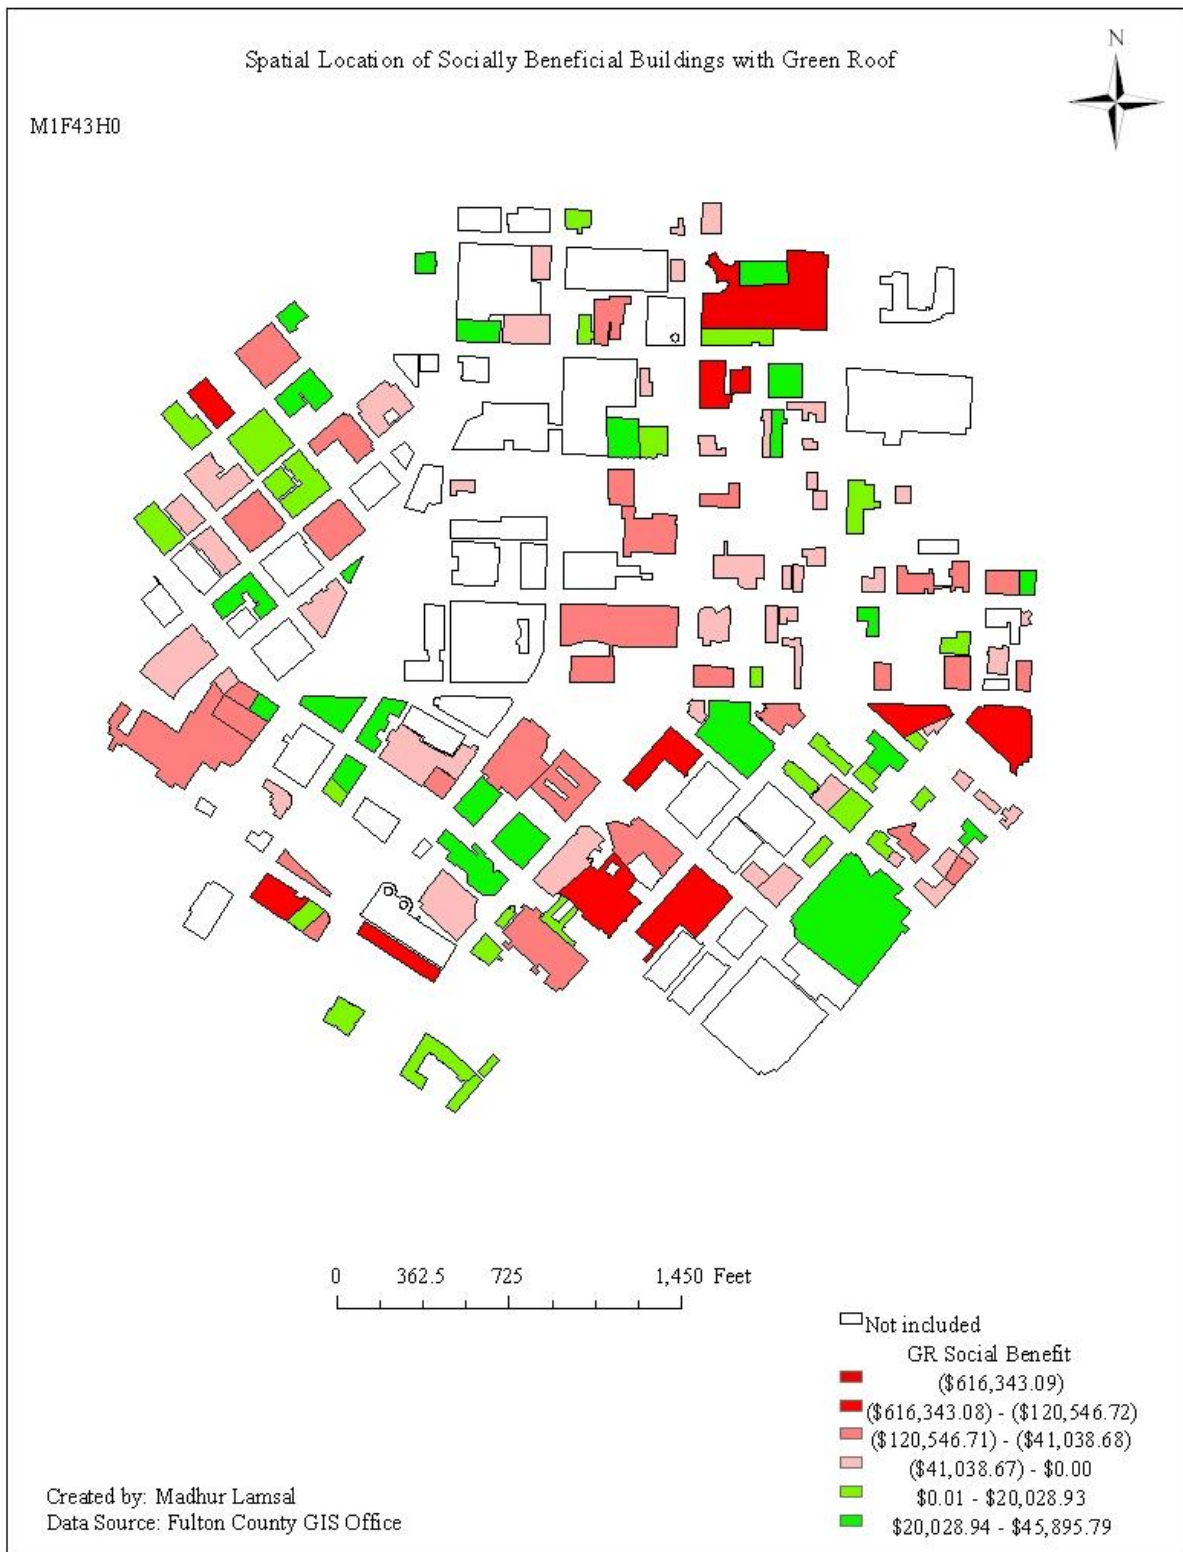 Spatial Location of Socially Beneficial Buildings with Green Roof
N
M1F43H0
0 362.5 725 1,450 Feet
Not included
GR Social Benefit
($616,343.09)
($616,343.08) - ($120,546.72)
($120,546.71) - ($41,038.68)
($41,038.67) - $0.00
$0.01 - $20,028.93
$20,028.94 - $45,895.79
Created by: Madhur Lamsal
Data Source: Fulton County GIS Office